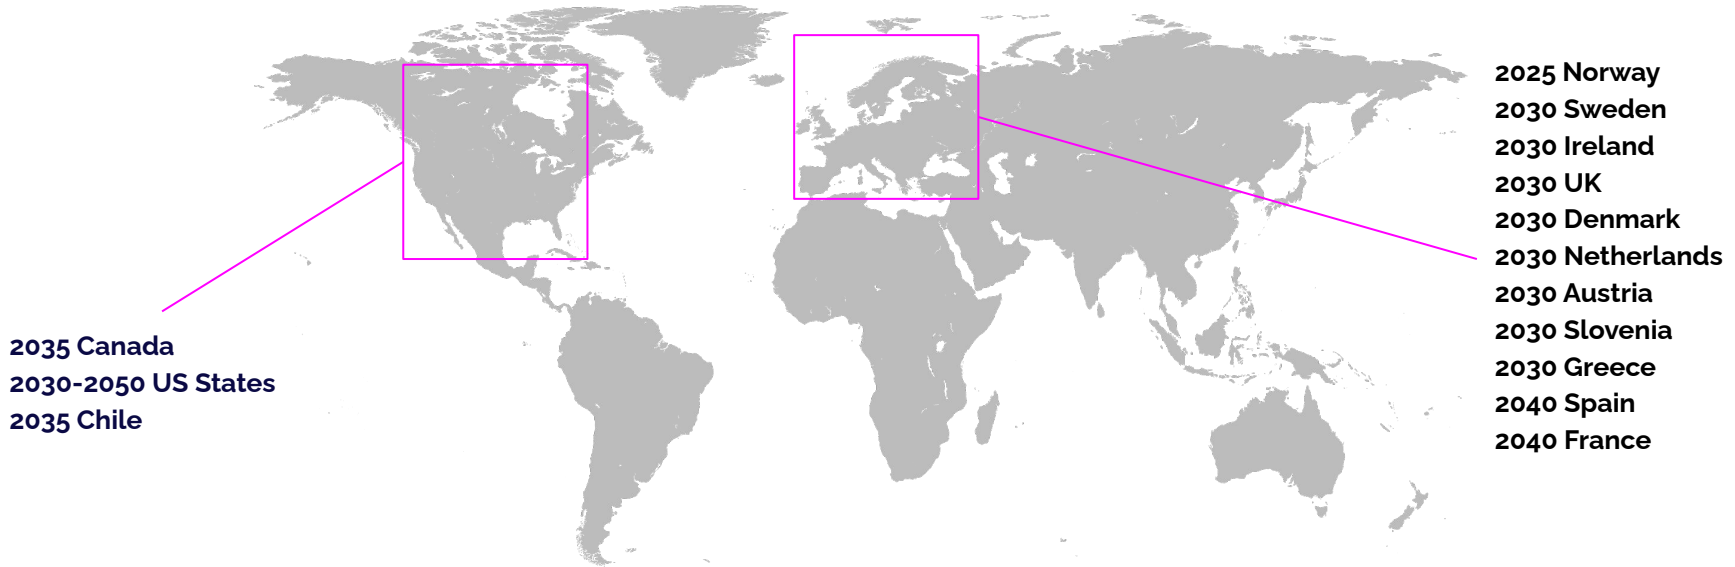 2035 Canada
2030-2050 US States
2035 Chile
2025 Norway
2030 Sweden
2030 Ireland
2030 UK
2030 Denmark
2030 Netherlands
2030 Austria
2030 Slovenia
2030 Greece
2040 Spain
2040 France